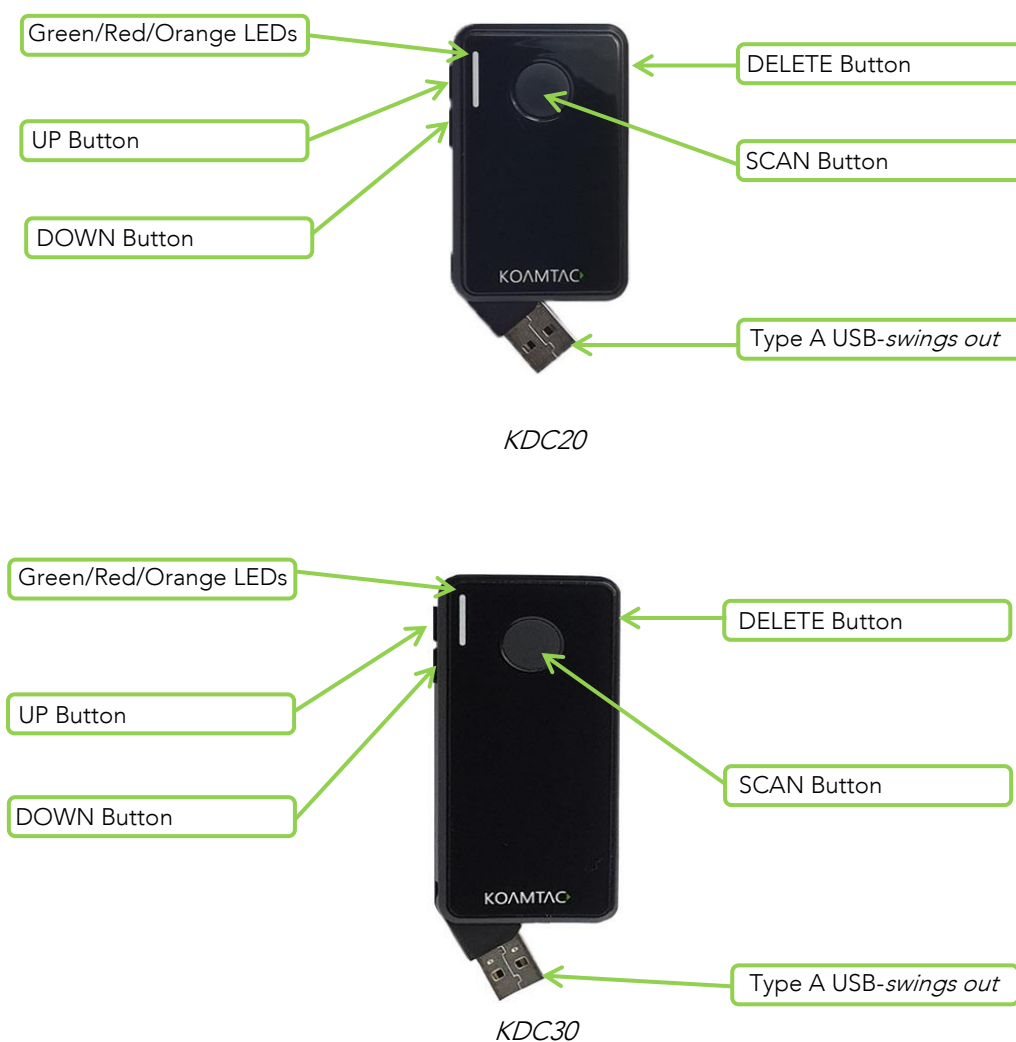 Green/Red/Orange LEDs
DELETE Button
UP Button
SCAN Button
DOWN Button
KOAMTAC
Type A USB-swings out
KDC20
Green/Red/Orange LEDs
DELETE Button
UP Button
SCAN Button
DOWN Button
KOAMTAC
Type A USB-swings out
KDC30